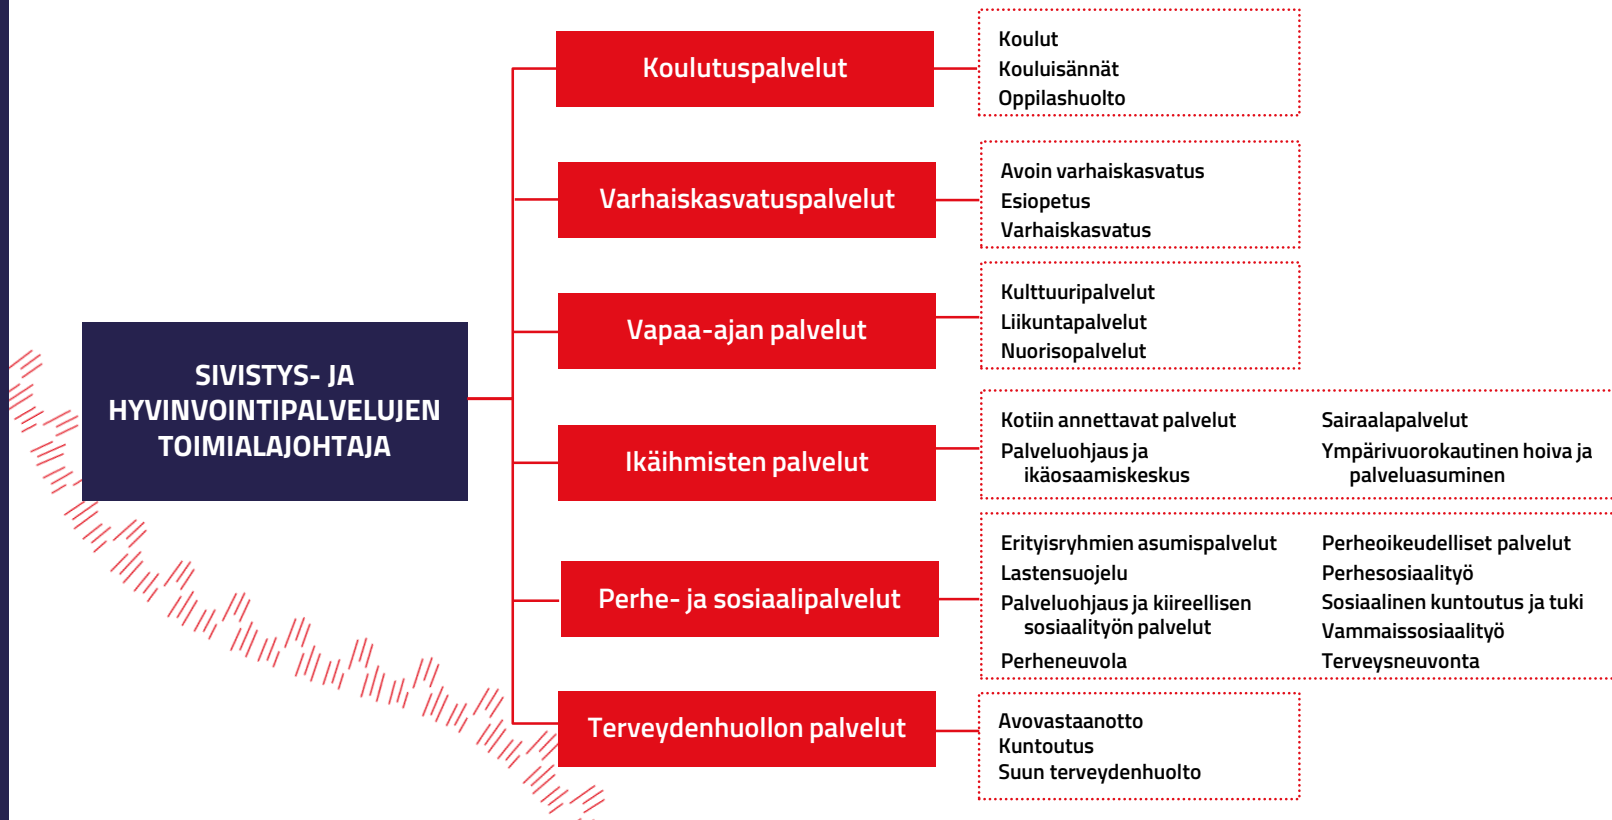 SIVISTYS- JA
HYVINVOINTIPALVELUJEN
TOIMIALAJOHTAJA
Koulutuspalvelut
Koulut
Kouluisännät
Oppilashuolto
Varhaiskasvatuspalvelut
Avoin varhaiskasvatus
Esiopetus
Varhaiskasvatus
Vapaa-ajan palvelut
Kulttuuripalvelut
Liikuntapalvelut
Nuorisopalvelut
Ikäihmisten palvelut
Kotiin annettavat palvelut
Palveluohjaus ja
ikäosaamiskeskus
Sairaalapalvelut
Ympärivuorokautinen hoiva ja
palveluasuminen
Perhe- ja sosiaalipalvelut
Erityisryhmien asumispalvelut
Lastensuojelu
Palveluohjaus ja kiireellisen
sosiaalityön palvelut
Perheneuvola
Perheoikeudelliset palvelut
Perhesosiaalityö
Sosiaalinen kuntoutus ja tuki
Vammaissosiaalityö
Terveysneuvonta
Terveydenhuollon palvelut
Avovastaanotto
Kuntoutus
Suun terveydenhuolto